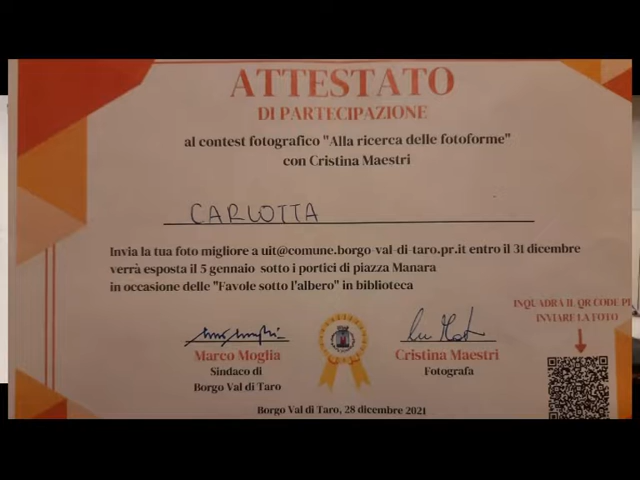 ATTESTATO
DI PARTECIPAZIONE
al contest fotografico "Alla ricerca delle fotoforme"
con Cristina Maestri
CARLOTTA
Invia la tua foto migliore a uit@comune.borgo-val-di-taro.pr.it entro il 31 dicembre
verrà esposta il 5 gennaio sotto i portici di piazza Manara
in occasione delle "Favole sotto l'albero" in biblioteca
INQUADRA IL QR CODE
INVIARE LA FOTO
Marco Moglia
Sindaco di
Borgo Val di Taro
Cristina Maestri
Fotografa
Borgo Val di Taro, 28 dicembre 2021